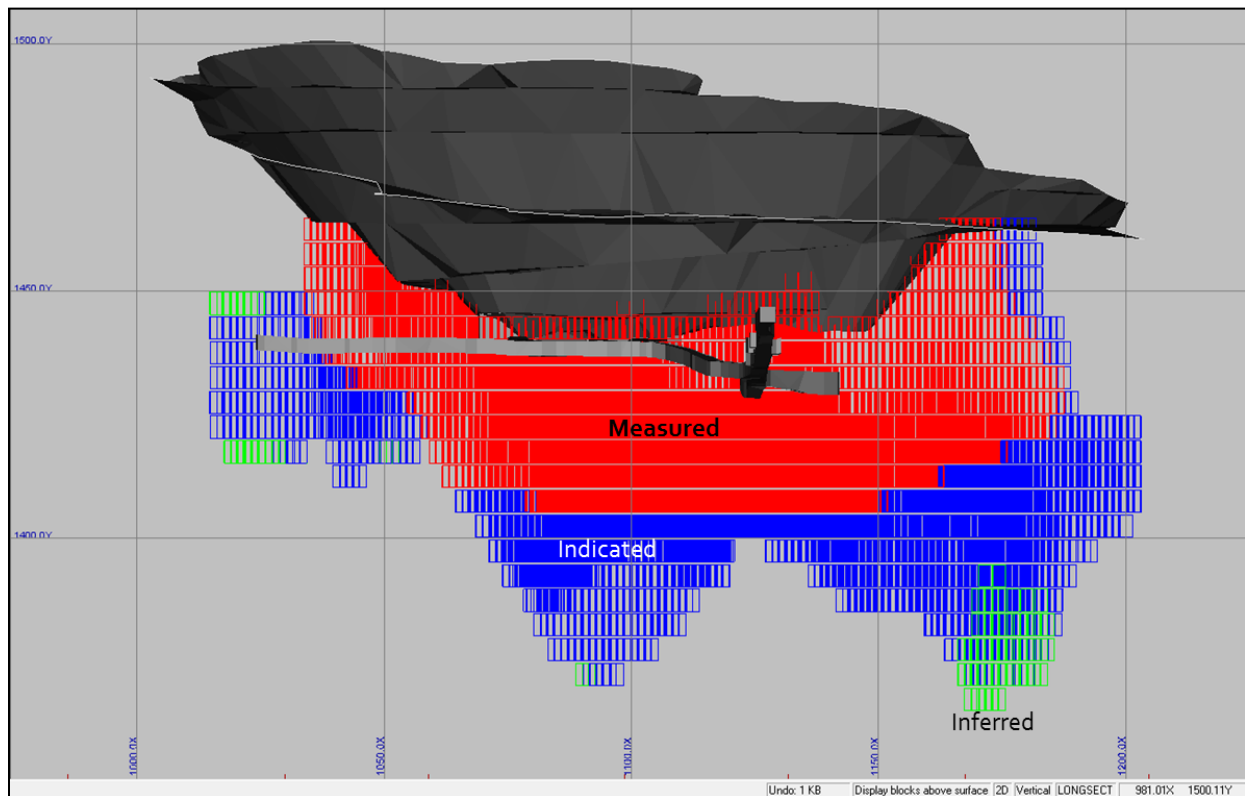 1500.0Y
1450.0Y
Measured
1400.0Y
Indicated
Inferred
1000.0X
1050.0X
1100.0X
1150.0X
1200.0X
Undo: 1 KB Display blocks above surface 2D Vertical LONGSECT 981.01X 1500.11Y